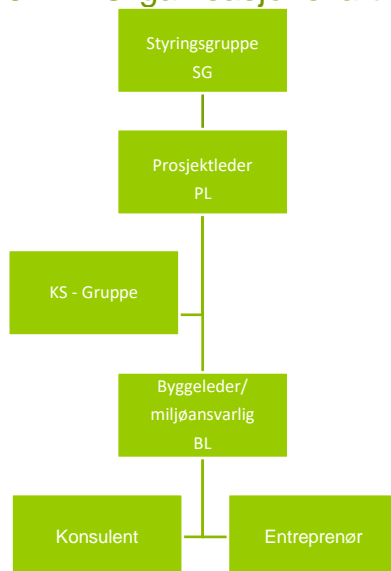 Styringsgruppe
SG
Prosjektleder
PL
KS - Gruppe
Byggeleder/
miljøansvarlig
BL
Konsulent
Entreprenør